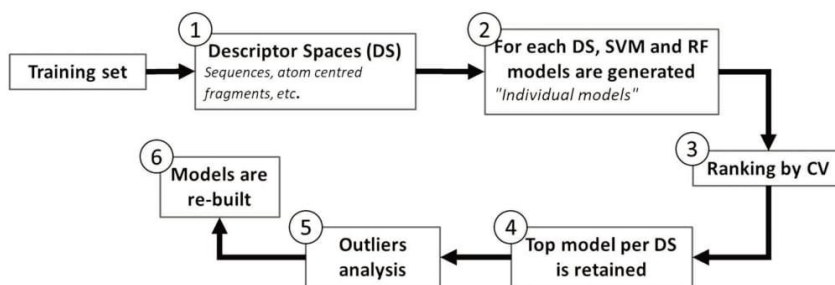 Training set
1
Descriptor Spaces (DS)
Sequences, atom centred
fragments, etc.
2
For each DS, SVM and RF
models are generated
"Individual models"
3
Ranking by CV
4
Top model per DS
is retained
5
Outliers
analysis
6
Models are
re-built